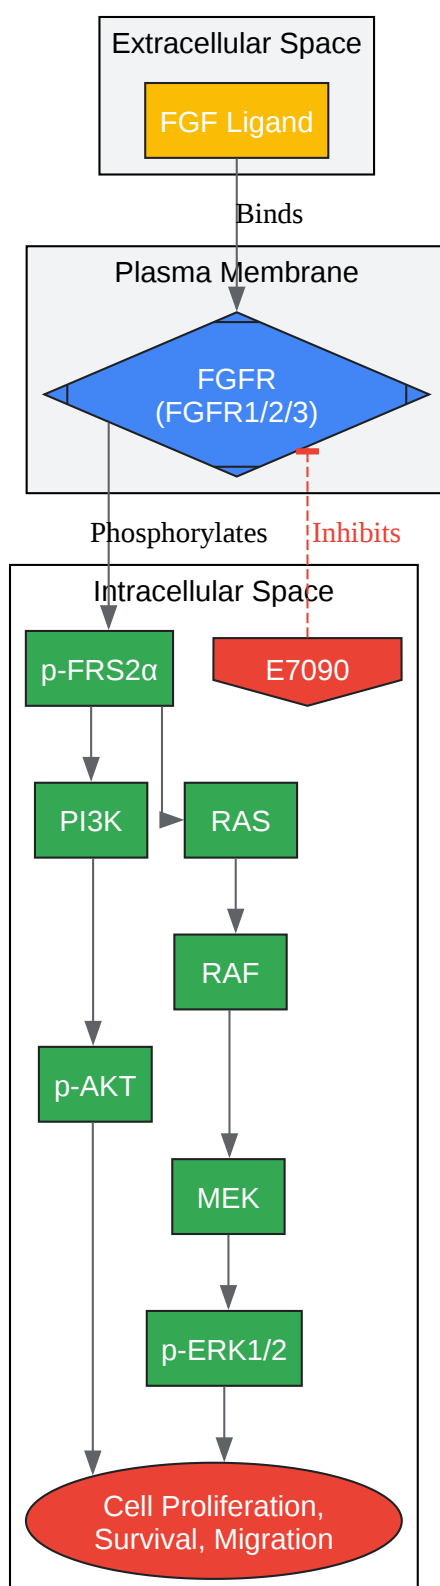 Extracellular Space
FGF Ligand
Binds
Plasma Membrane
FGFR
(FGFR1/2/3)
Phosphorylates
Inhibits
Intracellular Space
p-FRS2α
E7090
PI3K
RAS
RAF
p-AKT
MEK
p-ERK1/2
Cell Proliferation,
Survival, Migration